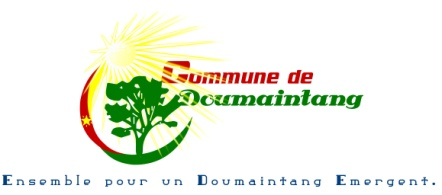 Commune de
Doumaintang
Ensemble pour un Doumaintang Emergent.